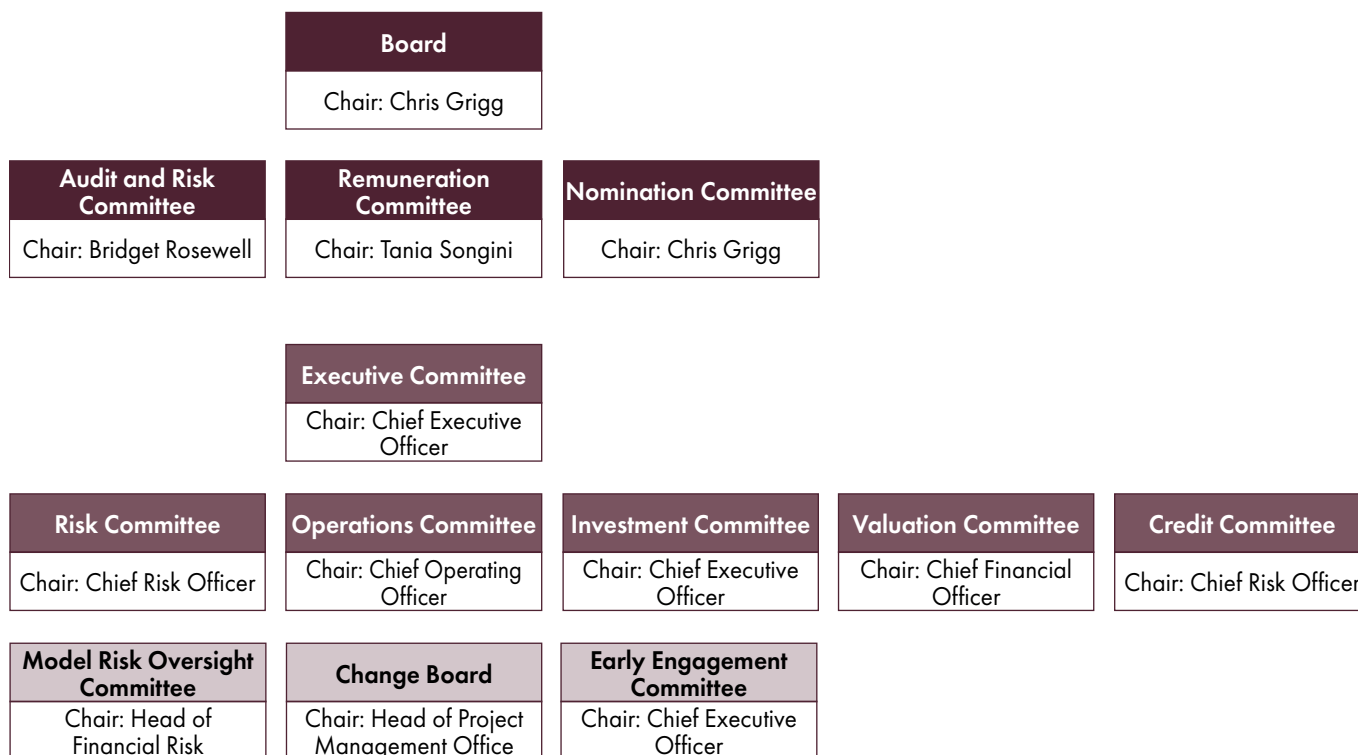 Board
Chair: Chris Grigg
Audit and Risk
Committee
Chair: Bridget Rosewell
Remuneration
Committee
Chair: Tania Songini
Nomination Committee
Chair: Chris Grigg
Executive Committee
Chair: Chief Executive
Officer
Risk Committee
Chair: Chief Risk Officer
Operations Committee
Chair: Chief Operating
Officer
Investment Committee
Chair: Chief Executive
Officer
Valuation Committee
Chair: Chief Financial
Officer
Credit Committee
Chair: Chief Risk Officer
Model Risk Oversight
Committee
Chair: Head of
Financial Risk
Change Board
Chair: Head of Project
Management Office
Early Engagement
Committee
Chair: Chief Executive
Officer